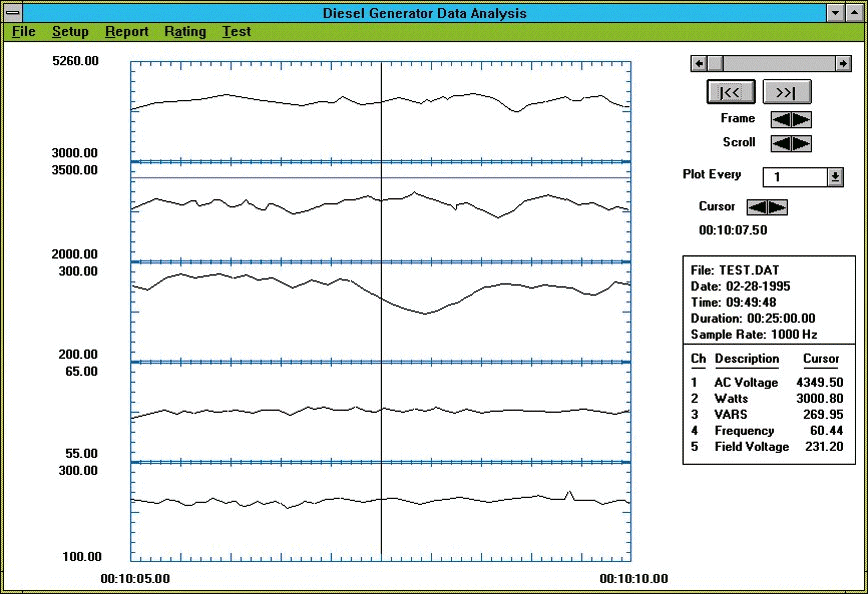 Diesel Generator Data Analysis
File Setup Report Rating Test
5260.00
3000.00
3500.00
2000.00
300.00
200.00
65.00
55.00
300.00
100.00
00:10:05.00 00:10:10.00
|<< >>|
Frame
Scroll
Plot Every 1
Cursor
00:10:07.50
File: TEST.DAT
Date: 02-28-1995
Time: 09:49:48
Duration: 00:25:00.00
Sample Rate: 1000 Hz
Ch Description Cursor
1 AC Voltage 4349.50
2 Watts 3000.80
3 VARS 269.95
4 Frequency 60.44
5 Field Voltage 231.20